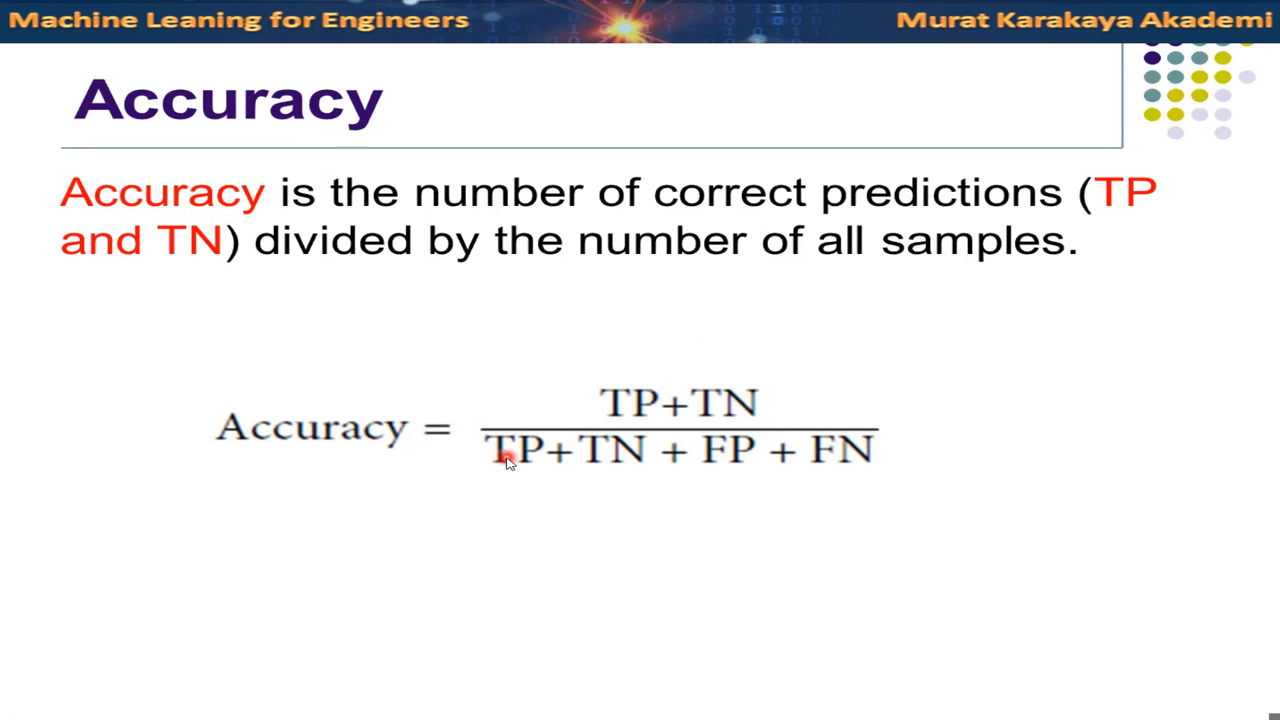 Machine Leaning for Engineers
Murat Karakaya Akademi
Accuracy
Accuracy is the number of correct predictions (TP
and TN) divided by the number of all samples.
TP+TN
Accuracy =
TP+TN + FP + FN